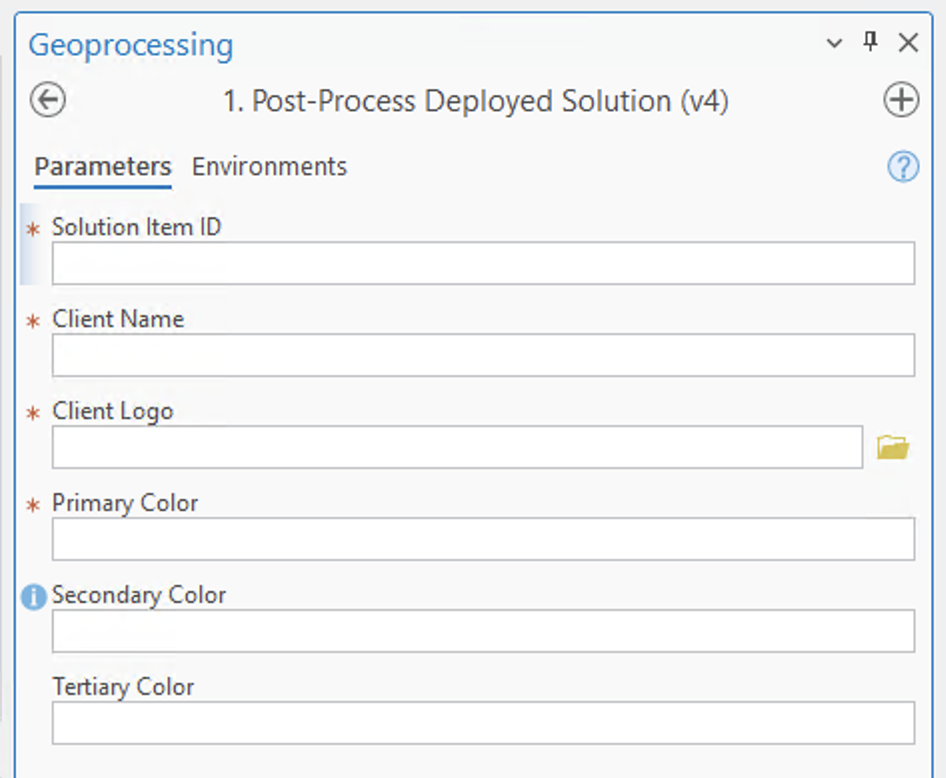 Geoprocessing
1. Post-Process Deployed Solution (v4)
Parameters Environments
* Solution Item ID
* Client Name
* Client Logo
* Primary Color
Secondary Color
Tertiary Color